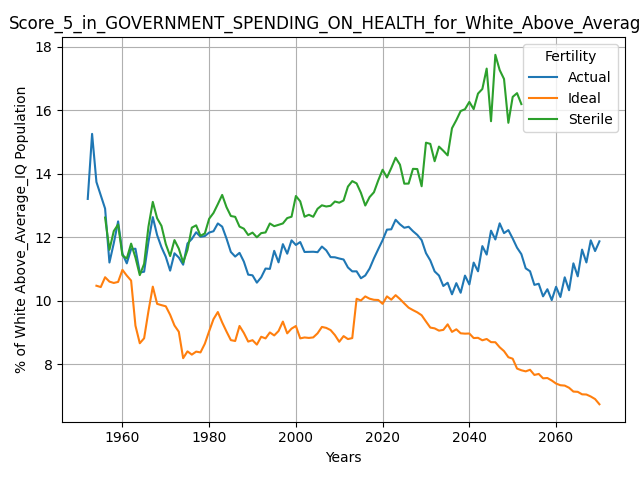 Score_5_in_GOVERNMENT_SPENDING_ON_HEALTH_for_White_Above_Averag
% of White Above_Average_IQ Population
18
16
14
12
10
8
Fertility
Actual
Ideal
Sterile
1960 1980 2000 2020 2040 2060
Years